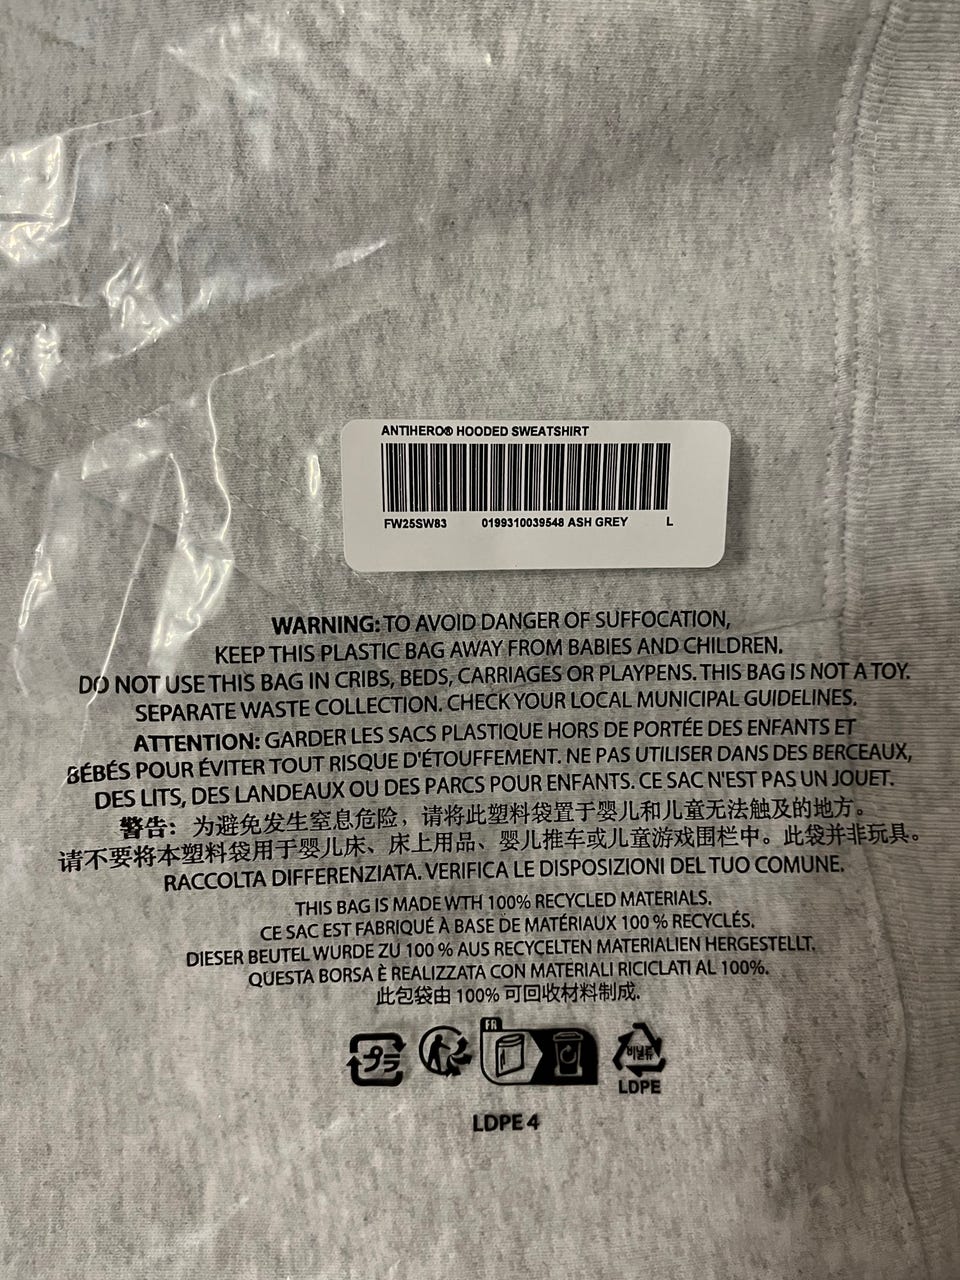 ANTIHERO® HOODED SWEATSHIRT
FW25SW83 0199310039548 ASH GREY L
WARNING: TO AVOID DANGER OF SUFFOCATION,
KEEP THIS PLASTIC BAG AWAY FROM BABIES AND CHILDREN.
DO NOT USE THIS BAG IN CRIBS, BEDS, CARRIAGES OR PLAYPENS. THIS BAG IS NOT A TOY.
SEPARATE WASTE COLLECTION. CHECK YOUR LOCAL MUNICIPAL GUIDELINES.
ATTENTION: GARDER LES SACS PLASTIQUE HORS DE PORTÉE DES ENFANTS ET
BÉBÉS POUR ÉVITER TOUT RISQUE D'ÉTOUFFEMENT. NE PAS UTILISER DANS DES BERCEAUX,
DES LITS, DES LANDEAUX OU DES PARCS POUR ENFANTS. CE SAC N'EST PAS UN JOUET.
警告：为避免发生窒息危险，请将此塑料袋置于婴儿和儿童无法触及的地方。
请不要将本塑料袋用于婴儿床、床上用品、婴儿推车或儿童游戏围栏中。此袋并非玩具。
RACCOLTA DIFFERENZIATA. VERIFICA LE DISPOSIZIONI DEL TUO COMUNE.
THIS BAG IS MADE WTH 100% RECYCLED MATERIALS.
CE SAC EST FABRIQUÉ À BASE DE MATÉRIAUX 100 % RECYCLÉS.
DIESER BEUTEL WURDE ZU 100 % AUS RECYCELTEN MATERIALIEN HERGESTELLT.
QUESTA BORSA È REALIZZATA CON MATERIALI RICICLATI AL 100%.
此包袋由 100% 可回收材料制成.
プラ FR 비닐류
LDPE
LDPE 4